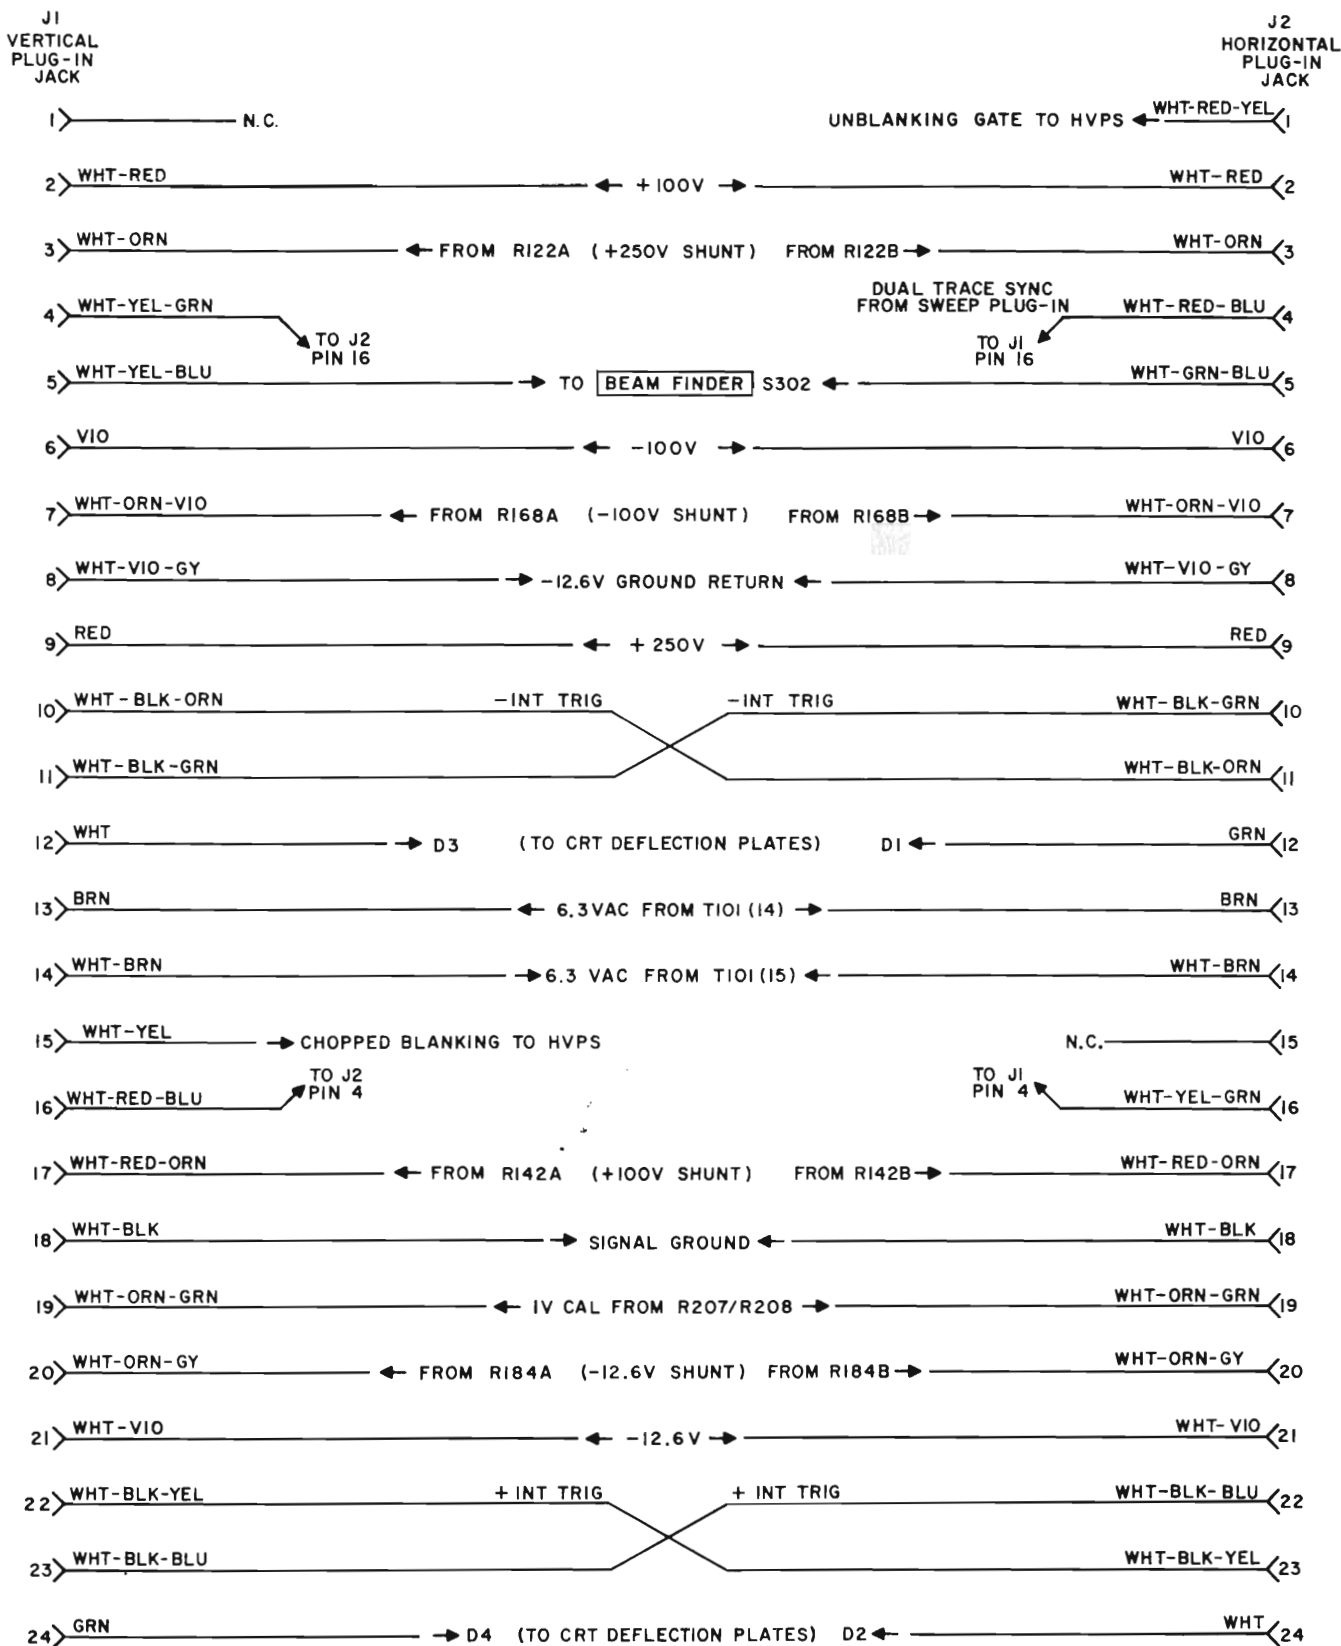 J1
VERTICAL
PLUG-IN
JACK
J2
HORIZONTAL
PLUG-IN
JACK
1 N.C. UNBLANKING GATE TO HVPS WHT-RED-YEL 1
2 WHT-RED +100V WHT-RED 2
3 WHT-ORN FROM R122A (+250V SHUNT) FROM R122B WHT-ORN 3
DUAL TRACE SYNC
FROM SWEEP PLUG-IN
4 WHT-YEL-GRN WHT-RED-BLU 4
TO J2
PIN 16
TO J1
PIN 16
5 WHT-YEL-BLU TO BEAM FINDER S302 WHT-GRN-BLU 5
6 VIO -100V VIO 6
7 WHT-ORN-VIO FROM R168A (-100V SHUNT) FROM R168B WHT-ORN-VIO 7
8 WHT-VIO-GY -12.6V GROUND RETURN WHT-VIO-GY 8
9 RED +250V RED 9
10 WHT-BLK-ORN -INT TRIG -INT TRIG WHT-BLK-GRN 10
11 WHT-BLK-GRN WHT-BLK-ORN 11
12 WHT D3 (TO CRT DEFLECTION PLATES) D1 GRN 12
13 BRN 6.3VAC FROM T101(14) BRN 13
14 WHT-BRN 6.3 VAC FROM T101(15) WHT-BRN 14
15 WHT-YEL CHOPPED BLANKING TO HVPS N.C. 15
TO J2
PIN 4
TO J1
PIN 4
16 WHT-RED-BLU WHT-YEL-GRN 16
17 WHT-RED-ORN FROM R142A (+100V SHUNT) FROM R142B WHT-RED-ORN 17
18 WHT-BLK SIGNAL GROUND WHT-BLK 18
19 WHT-ORN-GRN 1V CAL FROM R207/R208 WHT-ORN-GRN 19
20 WHT-ORN-GY FROM R184A (-12.6V SHUNT) FROM R184B WHT-ORN-GY 20
21 WHT-VIO -12.6V WHT-VIO 21
22 WHT-BLK-YEL + INT TRIG + INT TRIG WHT-BLK-BLU 22
23 WHT-BLK-BLU WHT-BLK-YEL 23
24 GRN D4 (TO CRT DEFLECTION PLATES) D2 WHT 24